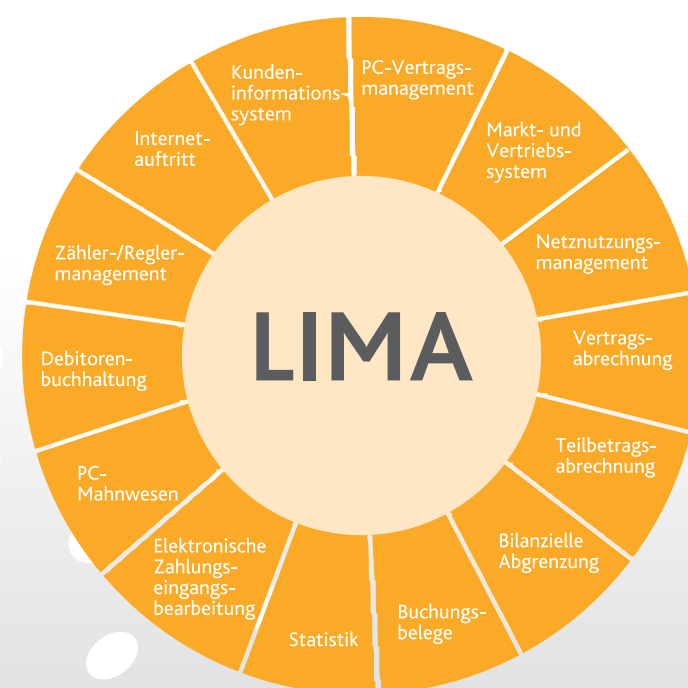 Kunden-
informations-
system
PC-Vertrags-
management
Markt- und
Vertriebs-
system
Netznutzungs-
management
Vertrags-
abrechnung
Teilbetrags-
abrechnung
Bilanzielle
Abgrenzung
Buchungs-
belege
Statistik
Elektronische
Zahlungs-
eingangs-
bearbeitung
PC-
Mahnwesen
Debitoren-
buchhaltung
Zähler-/Regler-
management
Internet-
auftritt
LIMA